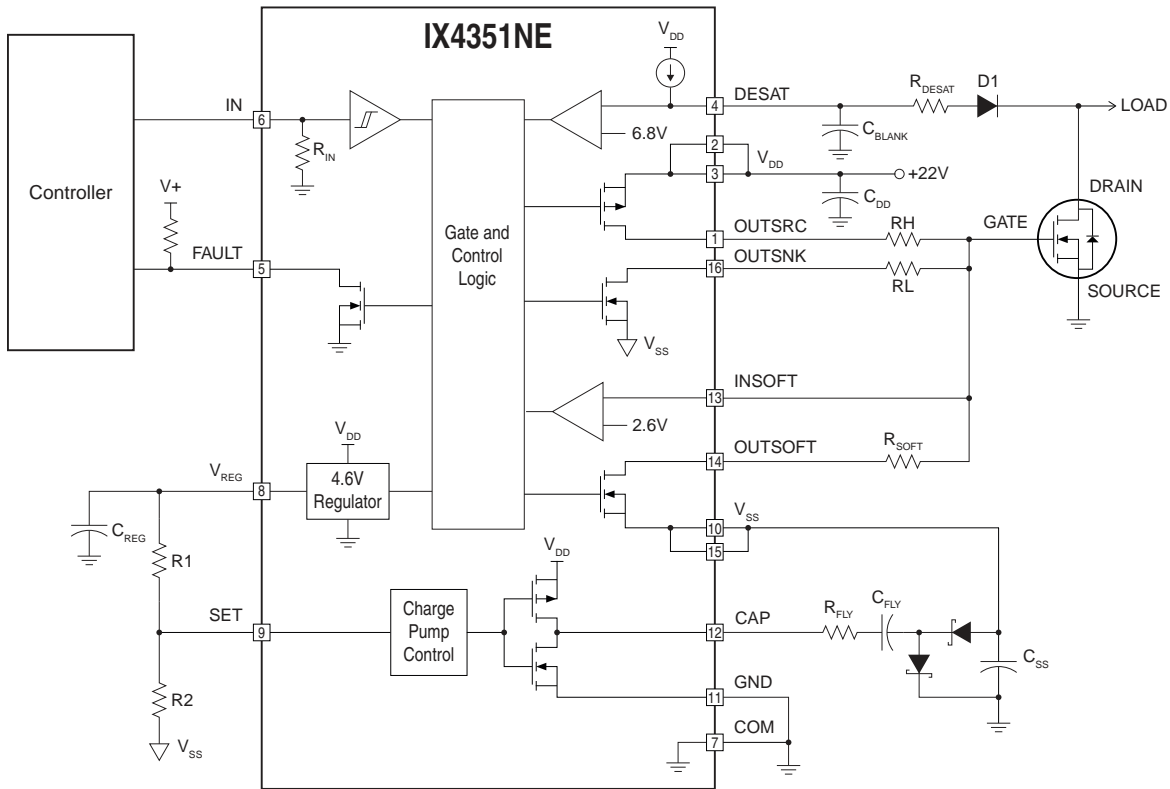 IX4351NE
V_DD
IN
6
R_IN
Controller
V+
FAULT
5
Gate and
Control
Logic
6.8V
4
DESAT
R_DESAT
D1
LOAD
C_BLANK
2
V_DD
3
+22V
C_DD
DRAIN
1
OUTSRC
RH
GATE
16
OUTSNK
RL
SOURCE
V_SS
13
INSOFT
2.6V
14
OUTSOFT
R_SOFT
V_DD
V_REG
8
4.6V
Regulator
C_REG
R1
V_SS
10
15
V_DD
SET
9
Charge
Pump
Control
12
CAP
R_FLY
C_FLY
C_SS
R2
V_SS
11
GND
7
COM